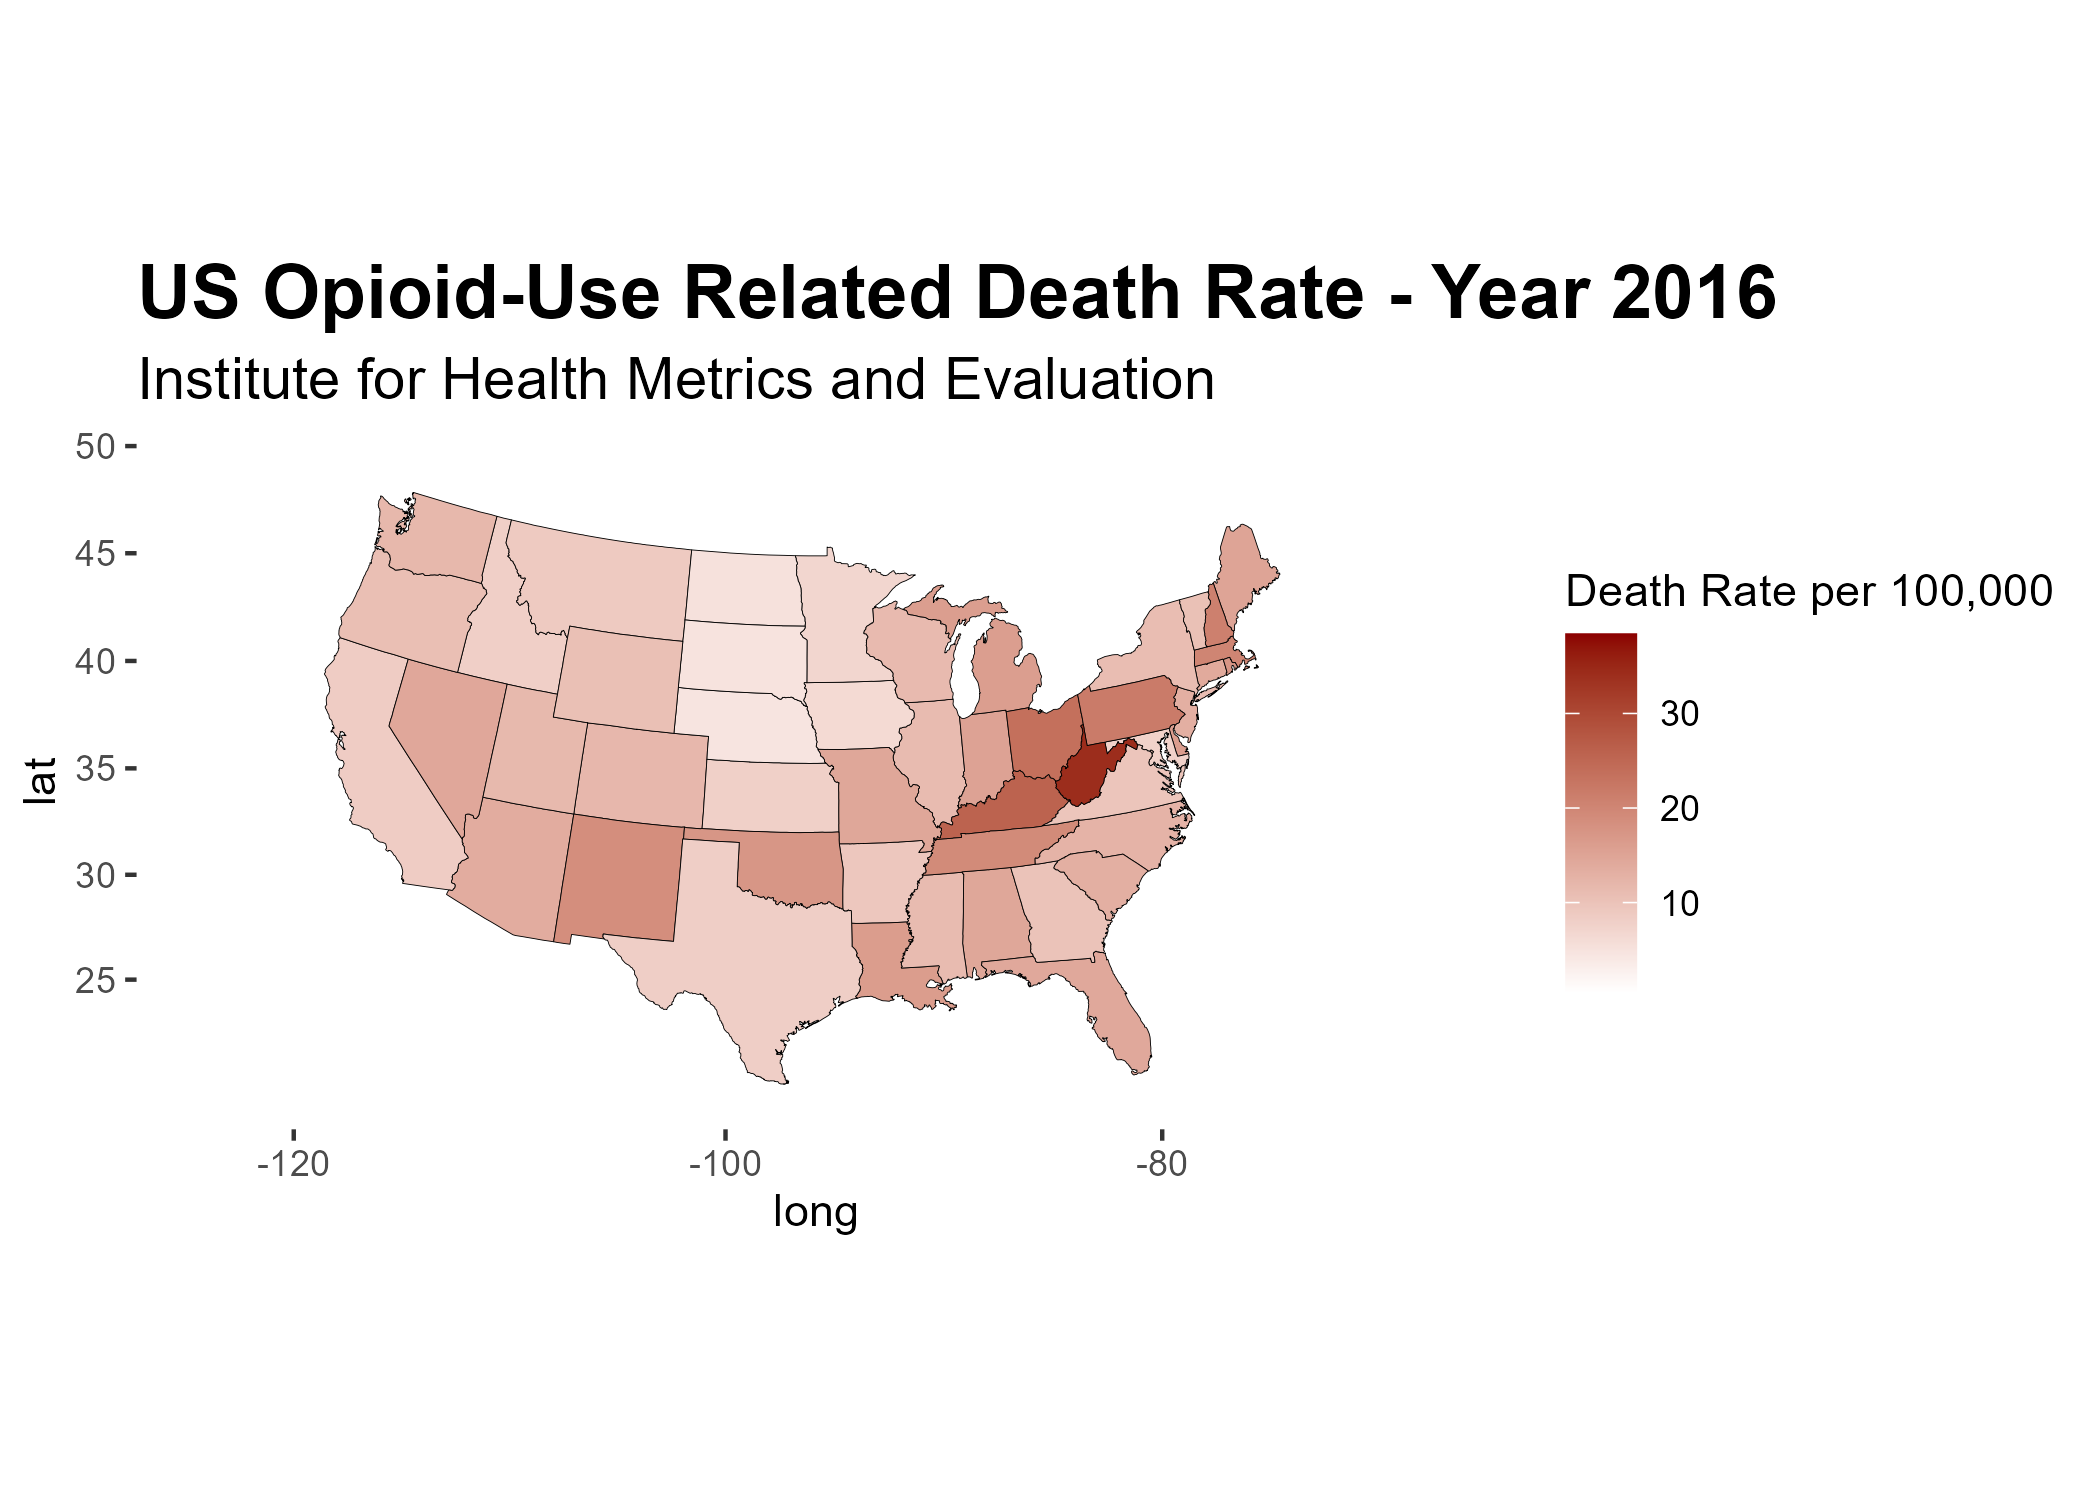 US Opioid-Use Related Death Rate - Year 2016
Institute for Health Metrics and Evaluation
50
45
40
35
30
25
lat
-120
-100
-80
long
Death Rate per 100,000
30
20
10